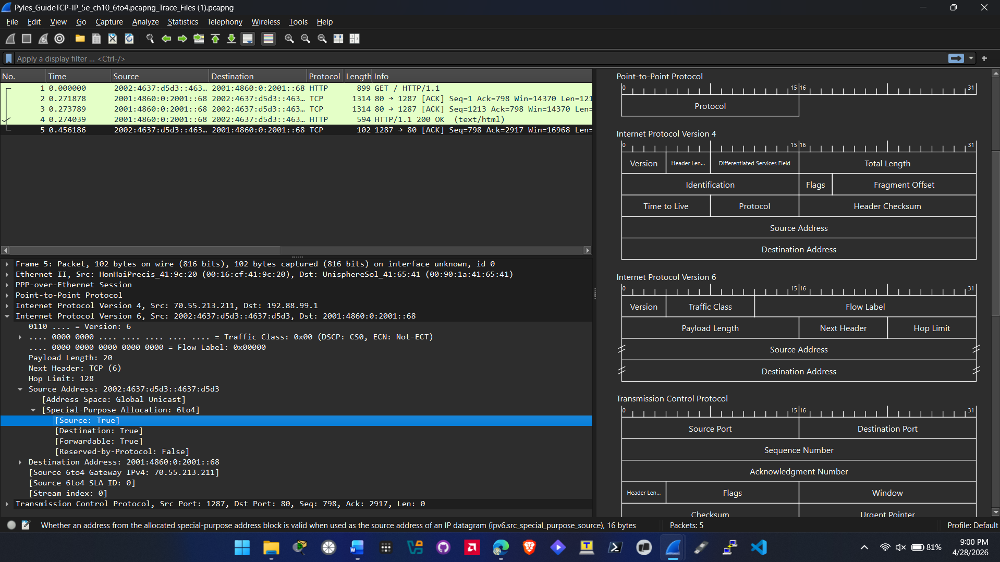 Pyles_GuideTCP-IP_5e_ch10_6to4.pcapng_Trace_Files (1).pcapng
File Edit View Go Capture Analyze Statistics Telephony Wireless Tools Help
Apply a display filter ... <Ctrl-/>
No. Time Source Destination Protocol Length Info
1 0.000000 2002:4637:d5d3::463… 2001:4860:0:2001::68 HTTP 899 GET / HTTP/1.1
2 0.271878 2001:4860:0:2001::68 2002:4637:d5d3::463… TCP 1314 80 → 1287 [ACK] Seq=1 Ack=798 Win=14370 Len=121
3 0.273789 2001:4860:0:2001::68 2002:4637:d5d3::463… TCP 1314 80 → 1287 [ACK] Seq=1213 Ack=798 Win=14370 Len=
4 0.274039 2001:4860:0:2001::68 2002:4637:d5d3::463… HTTP 594 HTTP/1.1 200 OK (text/html)
5 0.456186 2002:4637:d5d3::463… 2001:4860:0:2001::68 TCP 102 1287 → 80 [ACK] Seq=798 Ack=2917 Win=16968 Len=
Frame 5: Packet, 102 bytes on wire (816 bits), 102 bytes captured (816 bits) on interface unknown, id 0
Ethernet II, Src: HonHaiPrecis_41:9c:20 (00:16:cf:41:9c:20), Dst: UnisphereSol_41:65:41 (00:90:1a:41:65:41)
PPP-over-Ethernet Session
Point-to-Point Protocol
Internet Protocol Version 4, Src: 70.55.213.211, Dst: 192.88.99.1
Internet Protocol Version 6, Src: 2002:4637:d5d3::4637:d5d3, Dst: 2001:4860:0:2001::68
0110 .... = Version: 6
.... 0000 0000 .... .... .... .... .... = Traffic Class: 0x00 (DSCP: CS0, ECN: Not-ECT)
.... 0000 0000 0000 0000 0000 = Flow Label: 0x00000
Payload Length: 20
Next Header: TCP (6)
Hop Limit: 128
Source Address: 2002:4637:d5d3::4637:d5d3
[Address Space: Global Unicast]
[Special-Purpose Allocation: 6to4]
[Source: True]
[Destination: True]
[Forwardable: True]
[Reserved-by-Protocol: False]
Destination Address: 2001:4860:0:2001::68
[Source 6to4 Gateway IPv4: 70.55.213.211]
[Source 6to4 SLA ID: 0]
[Stream index: 0]
Transmission Control Protocol, Src Port: 1287, Dst Port: 80, Seq: 798, Ack: 2917, Len: 0
Point-to-Point Protocol
0 15 16 31
Protocol
Internet Protocol Version 4
0 15 16 31
Version Header Len... Differentiated Services Field Total Length
Identification Flags Fragment Offset
Time to Live Protocol Header Checksum
Source Address
Destination Address
Internet Protocol Version 6
0 15 16 31
Version Traffic Class Flow Label
Payload Length Next Header Hop Limit
Source Address
Destination Address
Transmission Control Protocol
0 15 16 31
Source Port Destination Port
Sequence Number
Acknowledgment Number
Header Len... Flags Window
Checksum Urgent Pointer
Whether an address from the allocated special-purpose address block is valid when used as the source address of an IP datagram (ipv6.src_special_purpose_source), 16 bytes Packets: 5 Profile: Default
81% 9:00 PM
4/28/2026